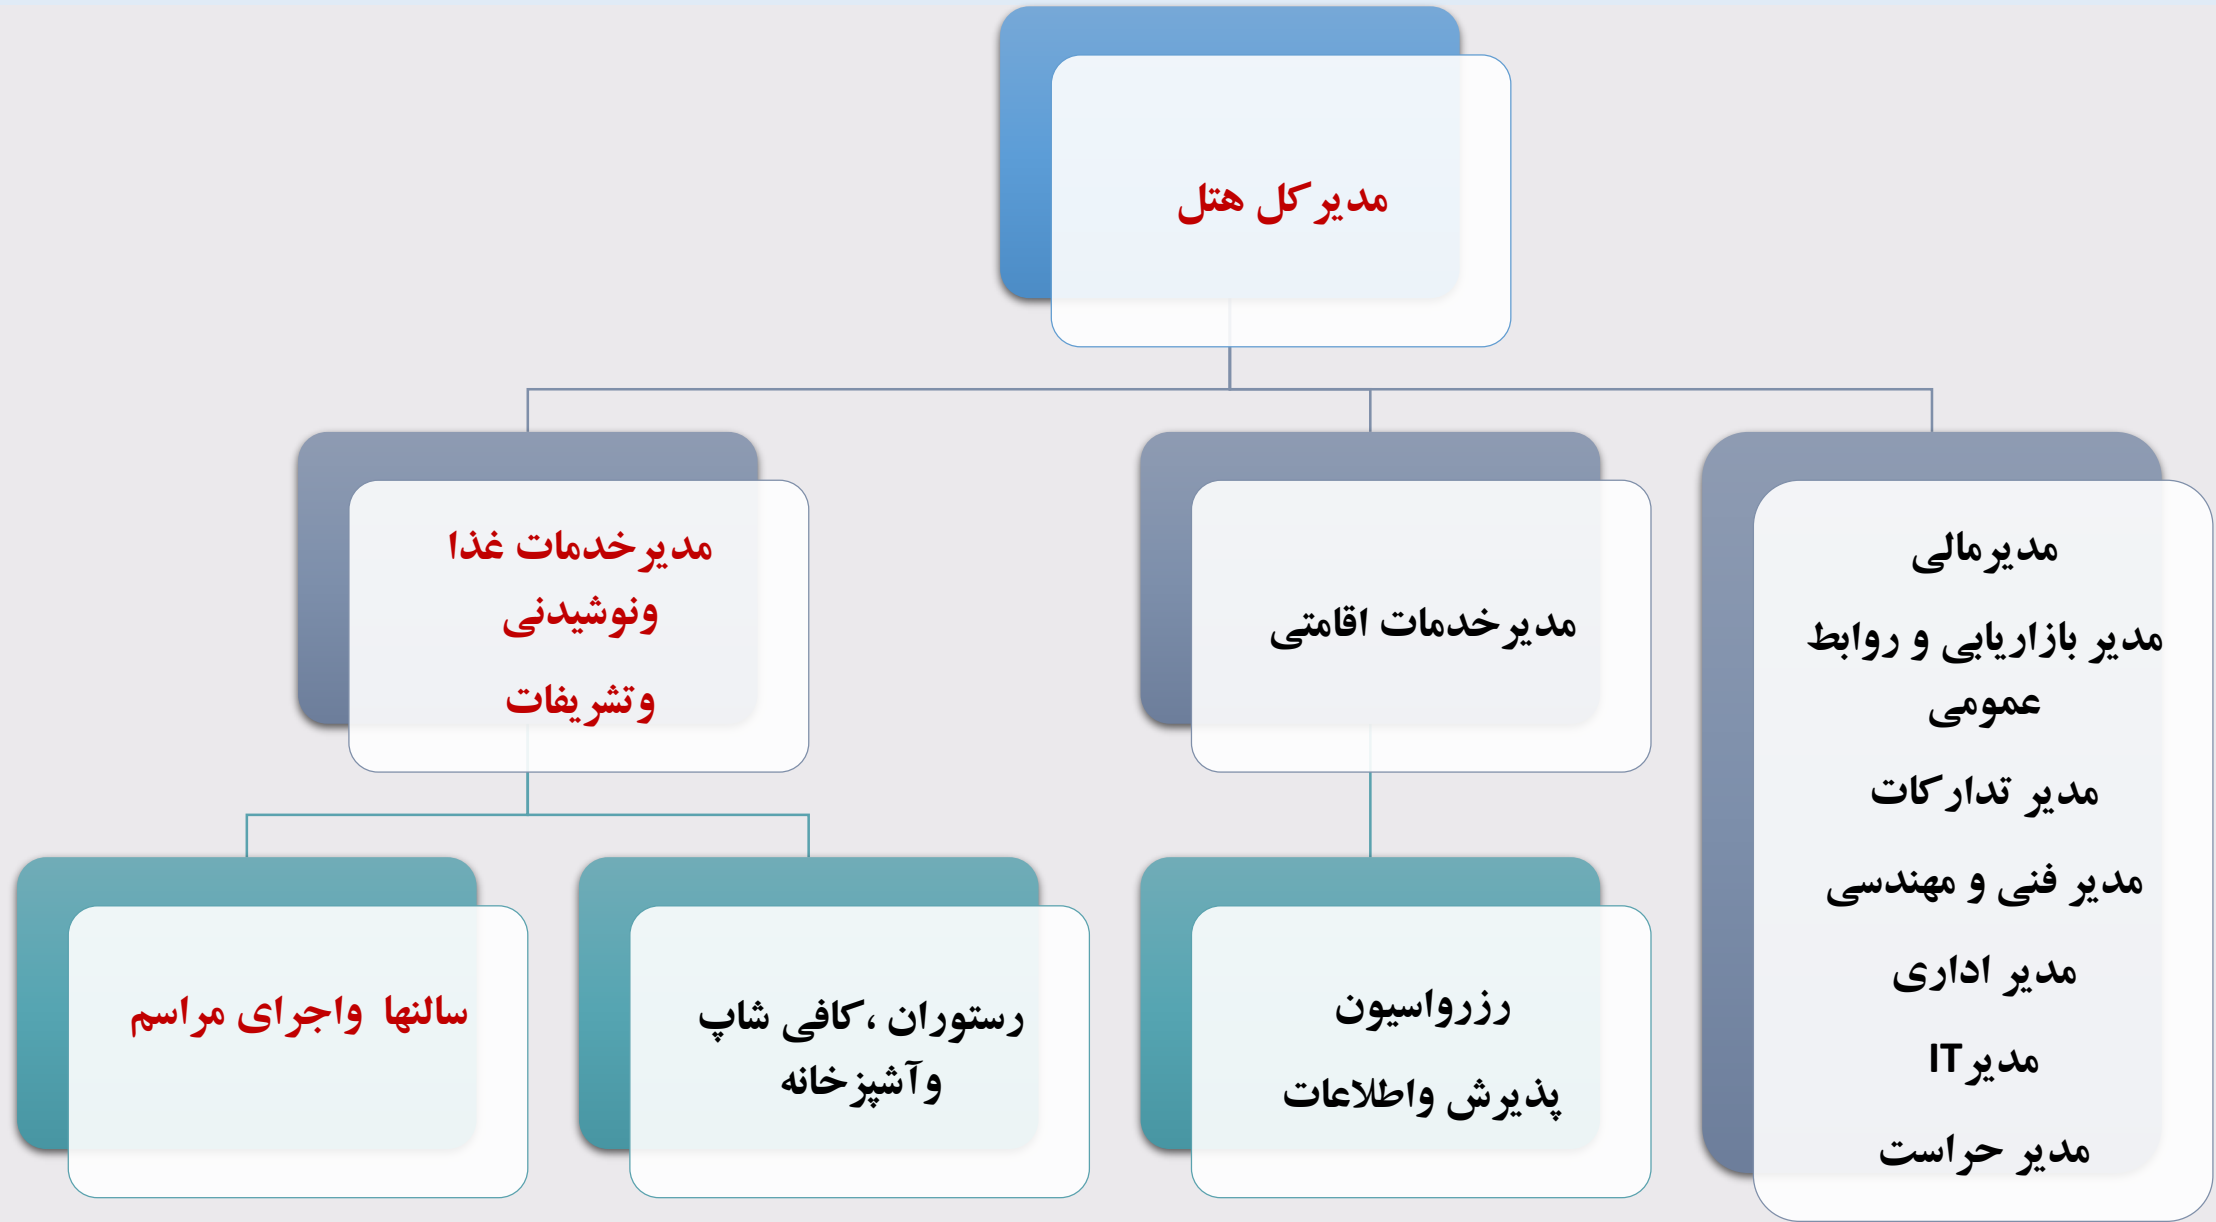 مدیرکل هتل
مدیرمالی
مدیر بازاریابی و روابط
عمومی
مدیر تدارکات
مدیر فنی و مهندسی
مدیر اداری
مدیرIT
مدیر حراست
مدیرخدمات اقامتی
مدیرخدمات غذا
ونوشیدنی
وتشریفات
رزرواسیون
پذیرش واطلاعات
رستوران ،کافی شاپ
وآشپزخانه
سالنها  واجرای مراسم